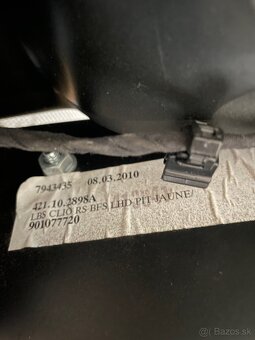 7943435 08.03.2010
421.10.2898A
LBS CLIO RS-BFS LHD-PIT-JAUNE/
901077720
© Bazos.sk